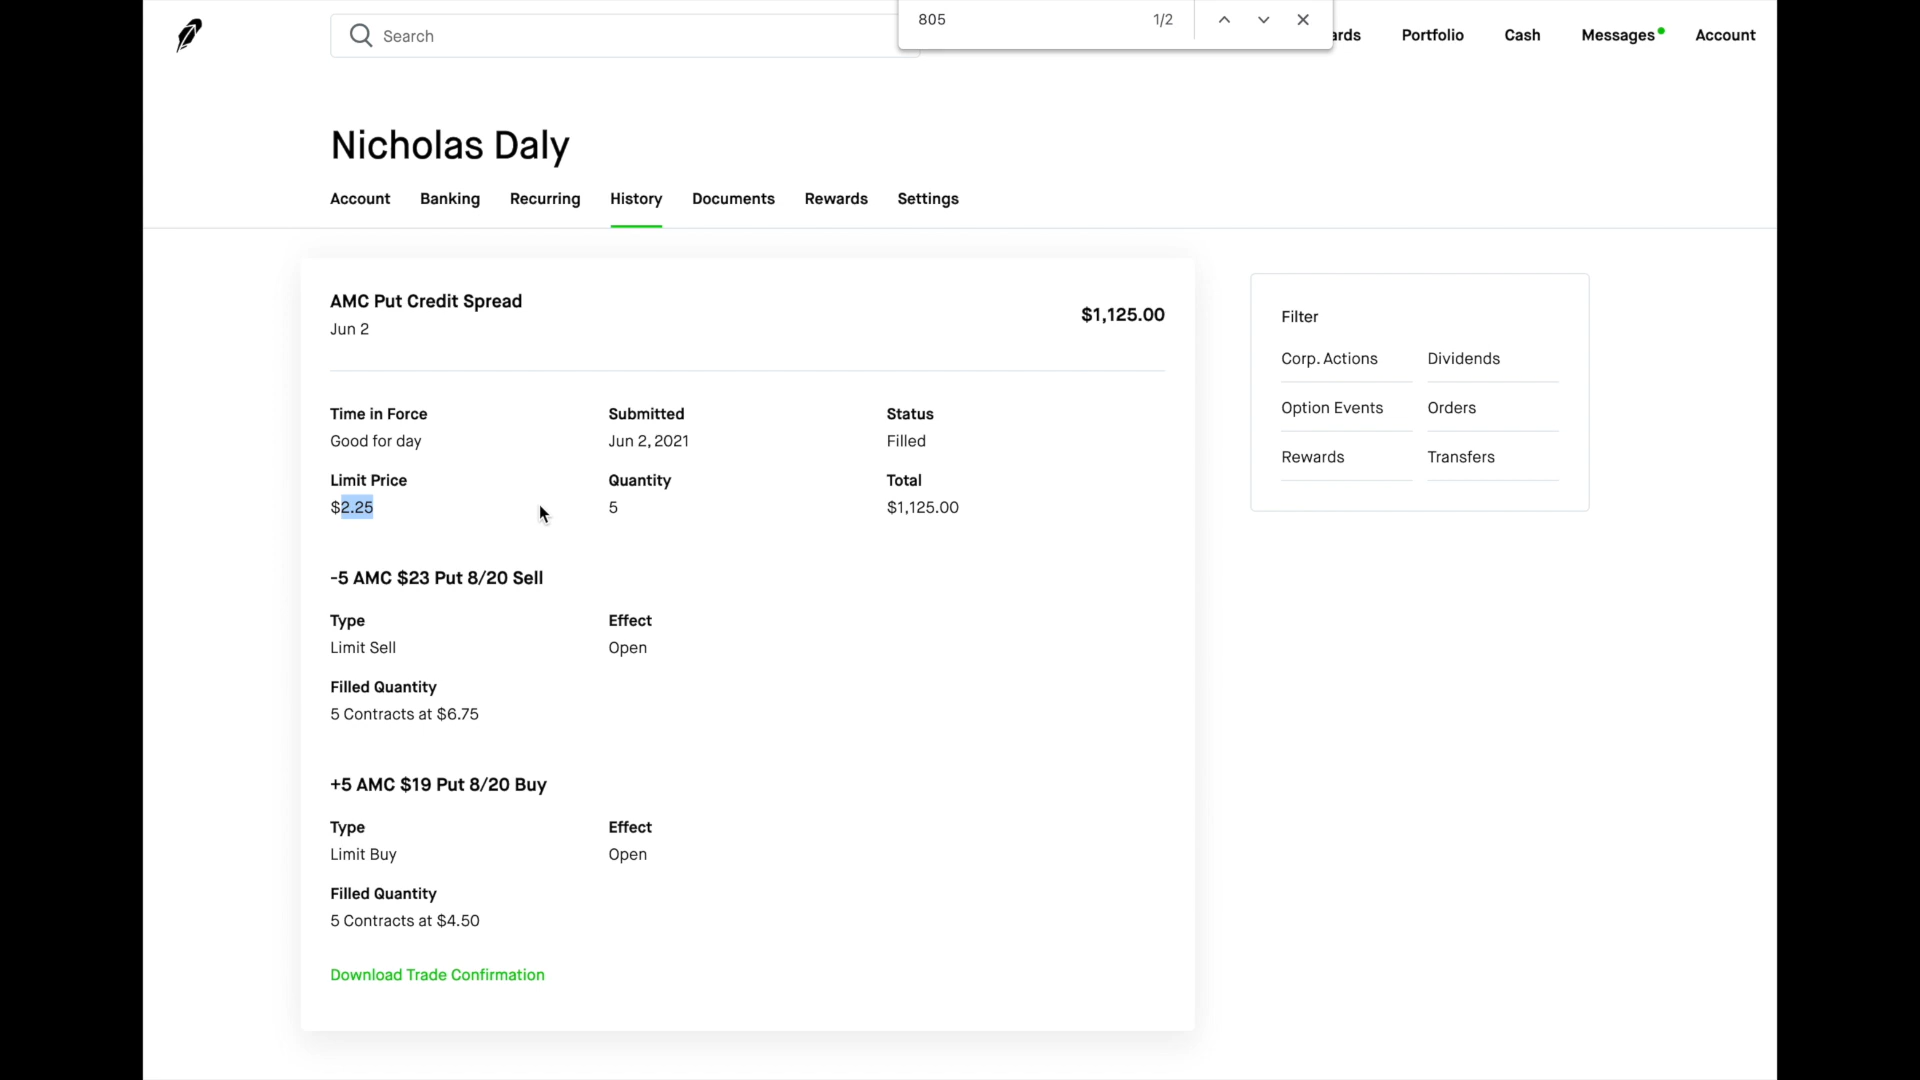 Search
805
1/2
ards
Portfolio
Cash
Messages
Account
Nicholas Daly
Account
Banking
Recurring
History
Documents
Rewards
Settings
AMC Put Credit Spread
Jun 2
$1,125.00
Time in Force
Good for day
Submitted
Jun 2, 2021
Status
Filled
Limit Price
$2.25
Quantity
5
Total
$1,125.00
-5 AMC $23 Put 8/20 Sell
Type
Limit Sell
Effect
Open
Filled Quantity
5 Contracts at $6.75
+5 AMC $19 Put 8/20 Buy
Type
Limit Buy
Effect
Open
Filled Quantity
5 Contracts at $4.50
Download Trade Confirmation
Filter
Corp. Actions
Dividends
Option Events
Orders
Rewards
Transfers